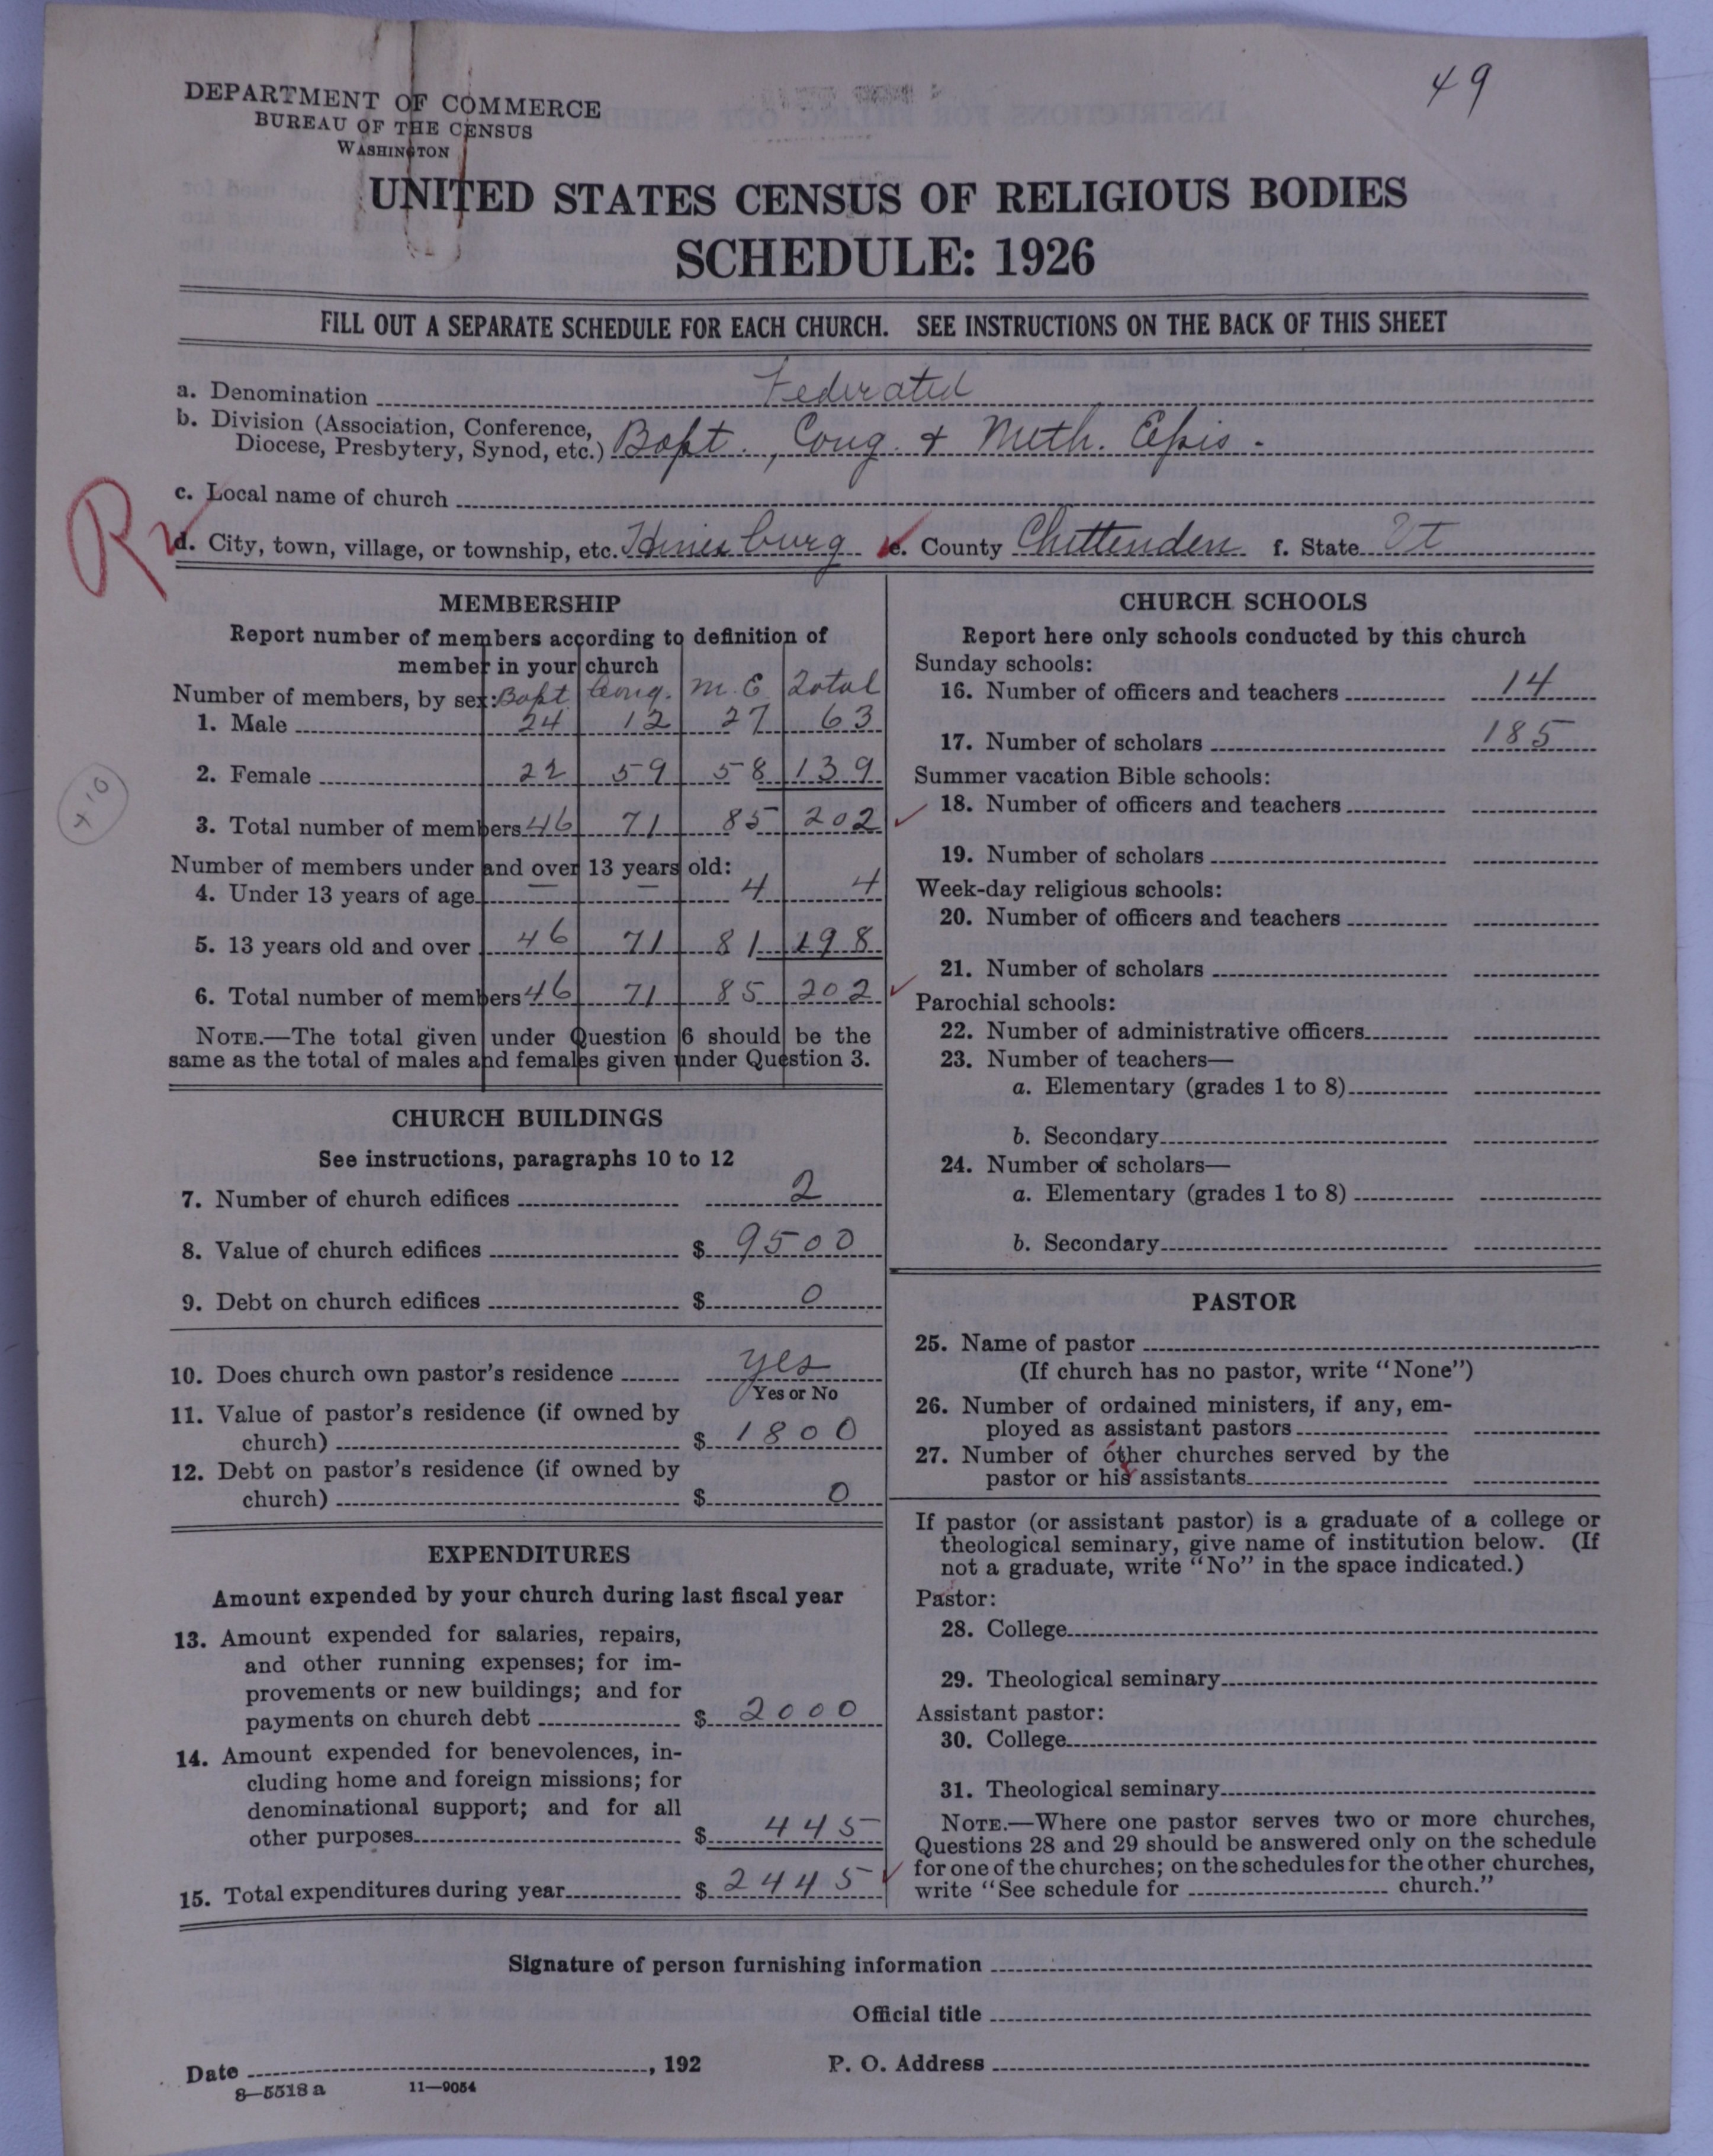 49
DEPARTMENT OF COMMERCE
BUREAU OF THE CENSUS
WASHINGTON
UNITED STATES CENSUS OF RELIGIOUS BODIES
SCHEDULE: 1926
FILL OUT A SEPARATE SCHEDULE FOR EACH CHURCH. SEE INSTRUCTIONS ON THE BACK OF THIS SHEET
a. Denomination Federated
b. Division (Association, Conference,
Diocese, Presbytery, Synod, etc.) Bapt., Cong. & Meth. Epis.
c. Local name of church
d. City, town, village, or township, etc. Hinesburg e. County Chittenden f. State Vt
R
MEMBERSHIP
Report number of members according to definition of
member in your church
Number of members, by sex: Bapt Cong. M.E. Total
1. Male 24 12 27 63
2. Female 22 59 58 139
3. Total number of members 46 71 85 202
Number of members under and over 13 years old:
4. Under 13 years of age — — 4 4
5. 13 years old and over 46 71 81 198
6. Total number of members 46 71 85 202
NOTE.—The total given under Question 6 should be the
same as the total of males and females given under Question 3.
CHURCH BUILDINGS
See instructions, paragraphs 10 to 12
7. Number of church edifices 2
8. Value of church edifices $ 9500
9. Debt on church edifices $ 0
10. Does church own pastor's residence yes
Yes or No
11. Value of pastor's residence (if owned by
church) $ 1800
12. Debt on pastor's residence (if owned by
church) $ 0
EXPENDITURES
Amount expended by your church during last fiscal year
13. Amount expended for salaries, repairs,
and other running expenses; for im-
provements or new buildings; and for
payments on church debt $ 2000
14. Amount expended for benevolences, in-
cluding home and foreign missions; for
denominational support; and for all
other purposes $ 445
15. Total expenditures during year $ 2445
CHURCH SCHOOLS
Report here only schools conducted by this church
Sunday schools:
16. Number of officers and teachers 14
17. Number of scholars 185
Summer vacation Bible schools:
18. Number of officers and teachers
19. Number of scholars
Week-day religious schools:
20. Number of officers and teachers
21. Number of scholars
Parochial schools:
22. Number of administrative officers
23. Number of teachers—
a. Elementary (grades 1 to 8)
b. Secondary
24. Number of scholars—
a. Elementary (grades 1 to 8)
b. Secondary
PASTOR
25. Name of pastor
(If church has no pastor, write "None")
26. Number of ordained ministers, if any, em-
ployed as assistant pastors
27. Number of other churches served by the
pastor or his assistants
If pastor (or assistant pastor) is a graduate of a college or
theological seminary, give name of institution below. (If
not a graduate, write "No" in the space indicated.)
Pastor:
28. College
29. Theological seminary
Assistant pastor:
30. College
31. Theological seminary
NOTE.—Where one pastor serves two or more churches,
Questions 28 and 29 should be answered only on the schedule
for one of the churches; on the schedules for the other churches,
write "See schedule for church."
Signature of person furnishing information
Official title
Date , 192 P. O. Address
8—5518 a 11—9054